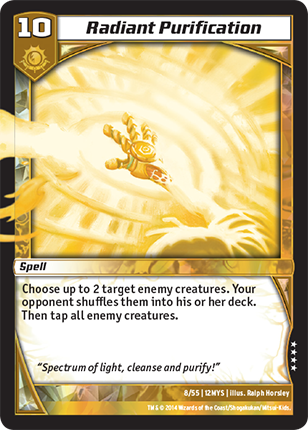 10
Radiant Purification
Spell
Choose up to 2 target enemy creatures. Your
opponent shuffles them into his or her deck.
Then tap all enemy creatures.
“Spectrum of light, cleanse and purify!”
8/55 | 12MYS | illus. Ralph Horsley
TM & © 2014 Wizards of the Coast/Shogakukan/Mitsui-Kids.